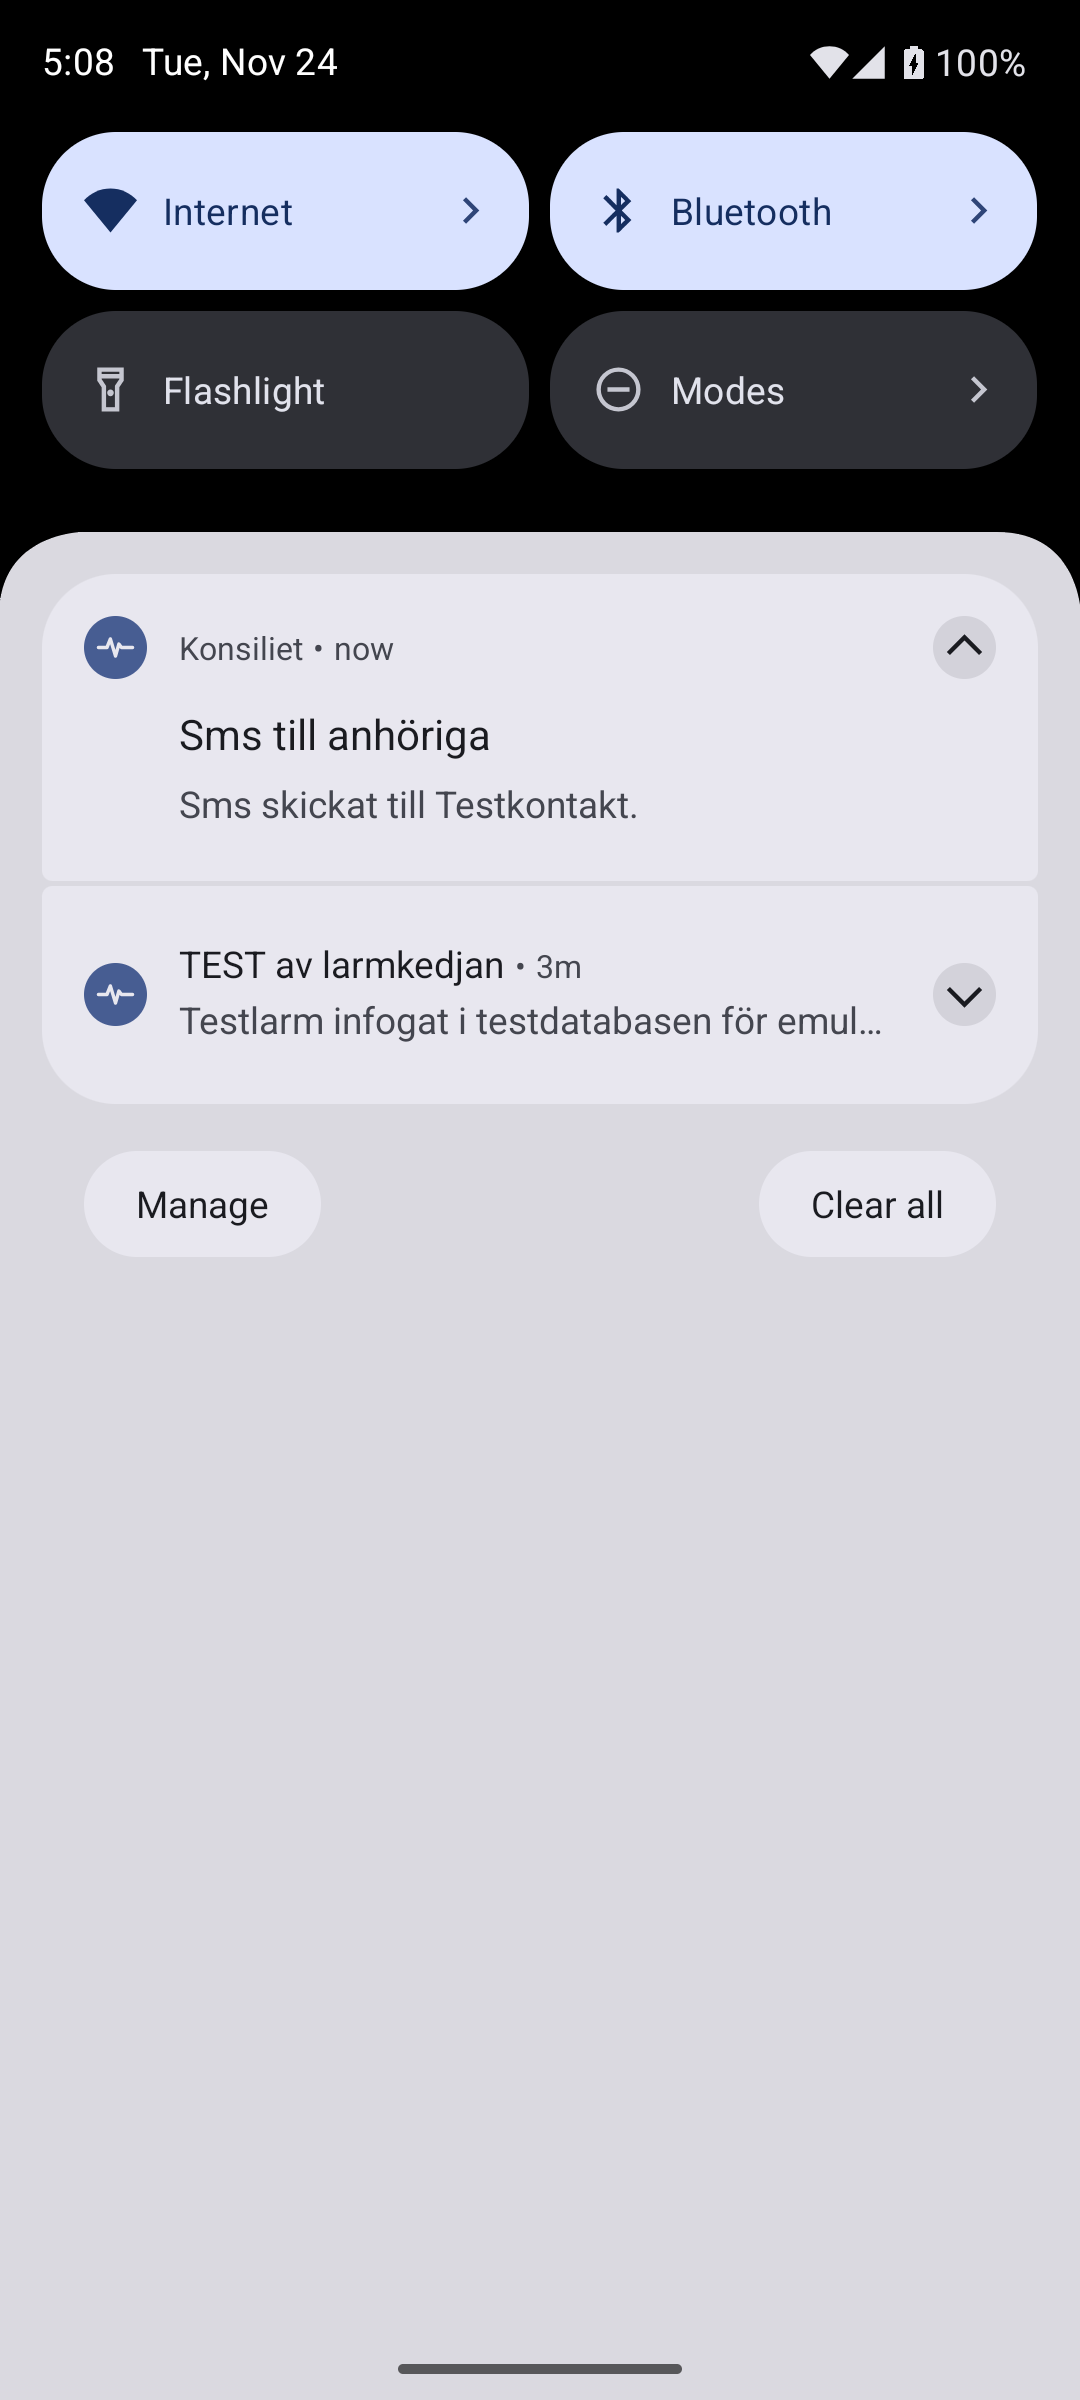 5:08 Tue, Nov 24 100%
Internet
Bluetooth
Flashlight
Modes
Konsiliet • now
Sms till anhöriga
Sms skickat till Testkontakt.
TEST av larmkedjan • 3m
Testlarm infogat i testdatabasen för emul…
Manage
Clear all